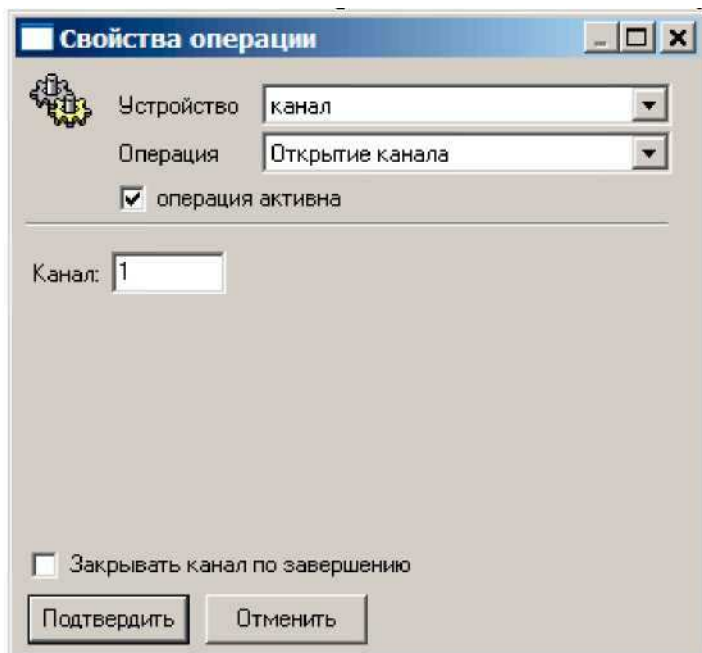 Свойства операции
Устройство канал
Операция Открытие канала
операция активна
Канал: 1
Закрывать канал по завершению
Подтвердить Отменить